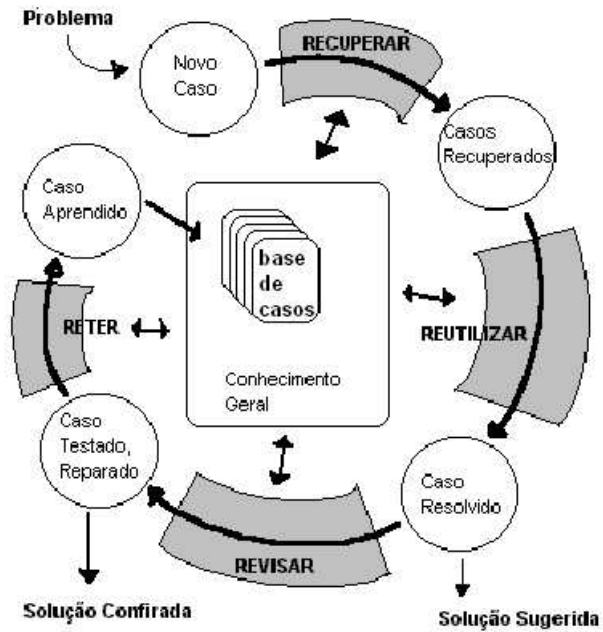 Problema
RECUPERAR
Novo
Caso
Casos
Recuperados
Caso
Aprendido
base
de
casos
RETER
REUTILIZAR
Conhecimento
Geral
Caso
Testado,
Reparado
Caso
Resolvido
REVISAR
Solução Confirada
Solução Sugerida